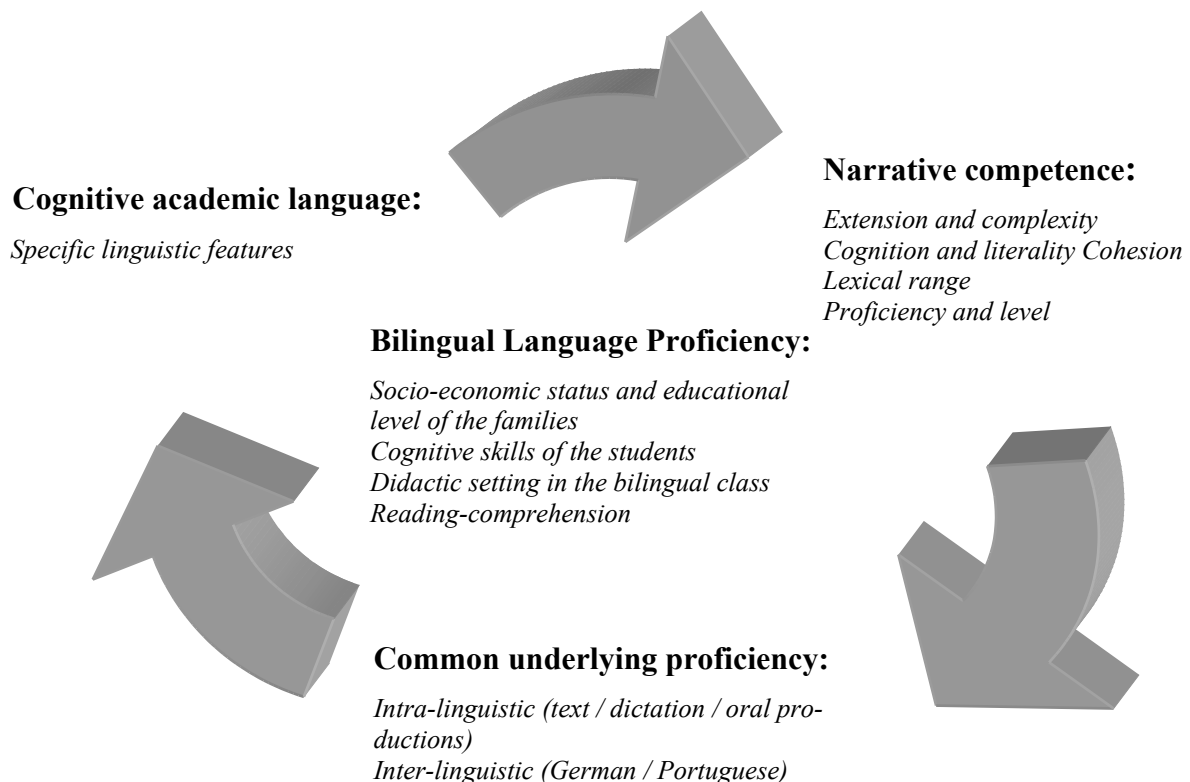 Cognitive academic language:
Specific linguistic features
Narrative competence:
Extension and complexity
Cognition and literality Cohesion
Lexical range
Proficiency and level
Bilingual Language Proficiency:
Socio-economic status and educational
level of the families
Cognitive skills of the students
Didactic setting in the bilingual class
Reading-comprehension
Common underlying proficiency:
Intra-linguistic (text / dictation / oral pro-
ductions)
Inter-linguistic (German / Portuguese)